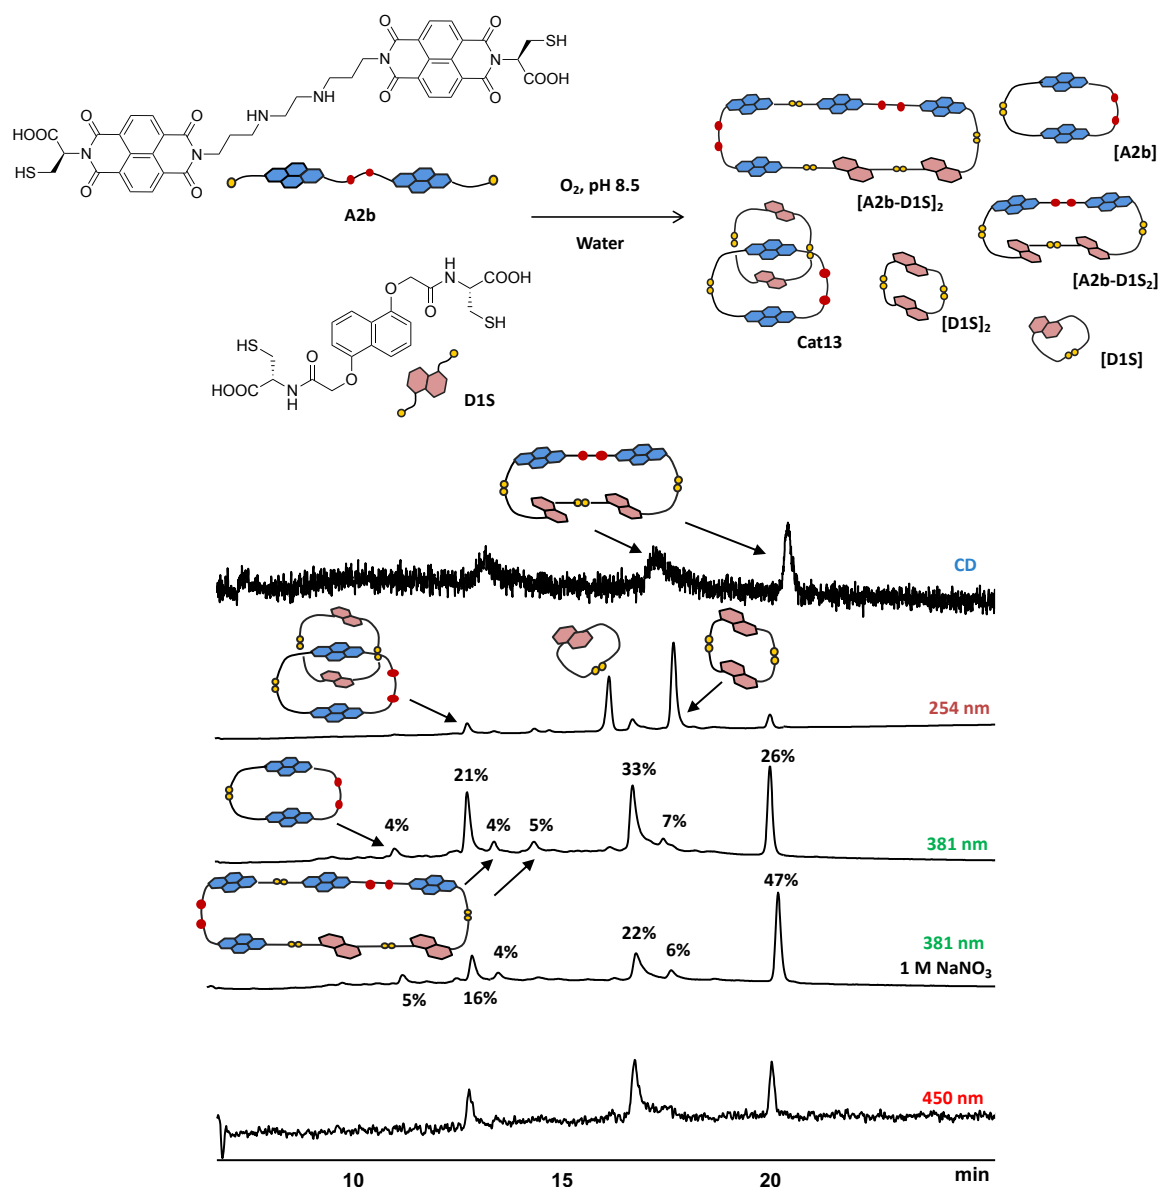 O
O
SH
N
N
O
O
COOH
NH
HN
O
O
HOOC
N
N
HS
O
O
A2b
O₂, pH 8.5
Water
[A2b-D1S]₂
[A2b]
Cat13
[D1S]₂
[A2b-D1S₂]
[D1S]
H
N
COOH
O
O
SH
HS
O
O
HOOC
N
H
D1S
CD
254 nm
4%
21%
4%
5%
33%
7%
26%
381 nm
5%
16%
4%
22%
6%
47%
381 nm
1 M NaNO₃
450 nm
10
15
20
min